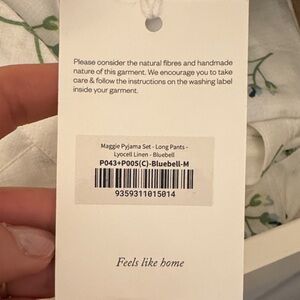 Please consider the natural fibres and handmade
nature of this garment. We encourage you to take
care & follow the instructions on the washing label
inside your garment.
Maggie Pyjama Set - Long Pants -
Lyocell Linen - Bluebell
P043+P005(C)-Bluebell-M
9359311015014
Feels like home